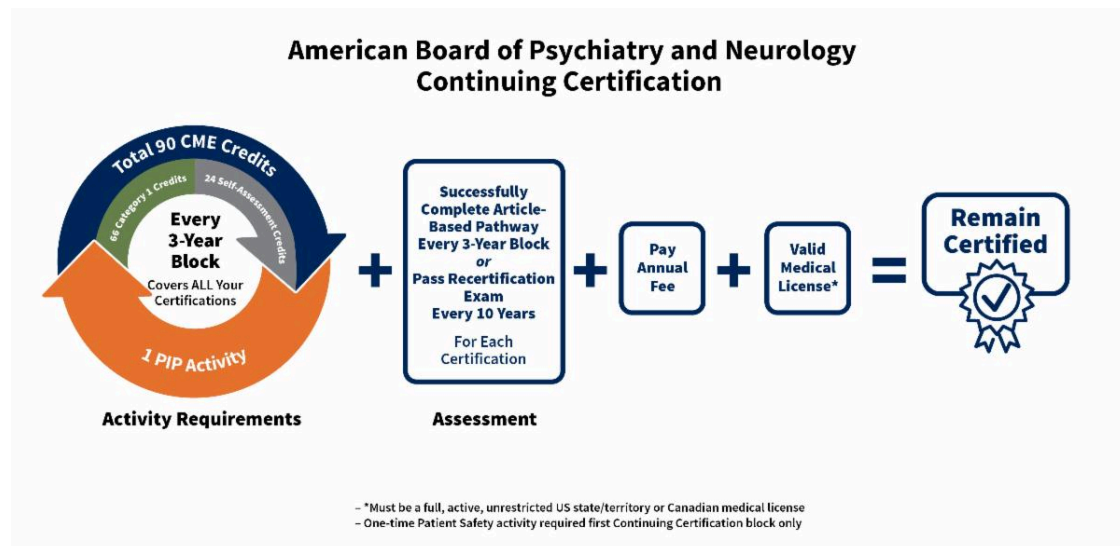 American Board of Psychiatry and Neurology
Continuing Certification
Total 90 CME Credits
66 Category 1 Credits
24 Self-Assessment Credits
Every
3-Year
Block
Covers ALL Your
Certifications
1 PIP Activity
Activity Requirements
+
Successfully
Complete Article-
Based Pathway
Every 3-Year Block
or
Pass Recertification
Exam
Every 10 Years
For Each
Certification
Assessment
+
Pay
Annual
Fee
+
Valid
Medical
License*
=
Remain
Certified
– *Must be a full, active, unrestricted US state/territory or Canadian medical license
– One-time Patient Safety activity required first Continuing Certification block only